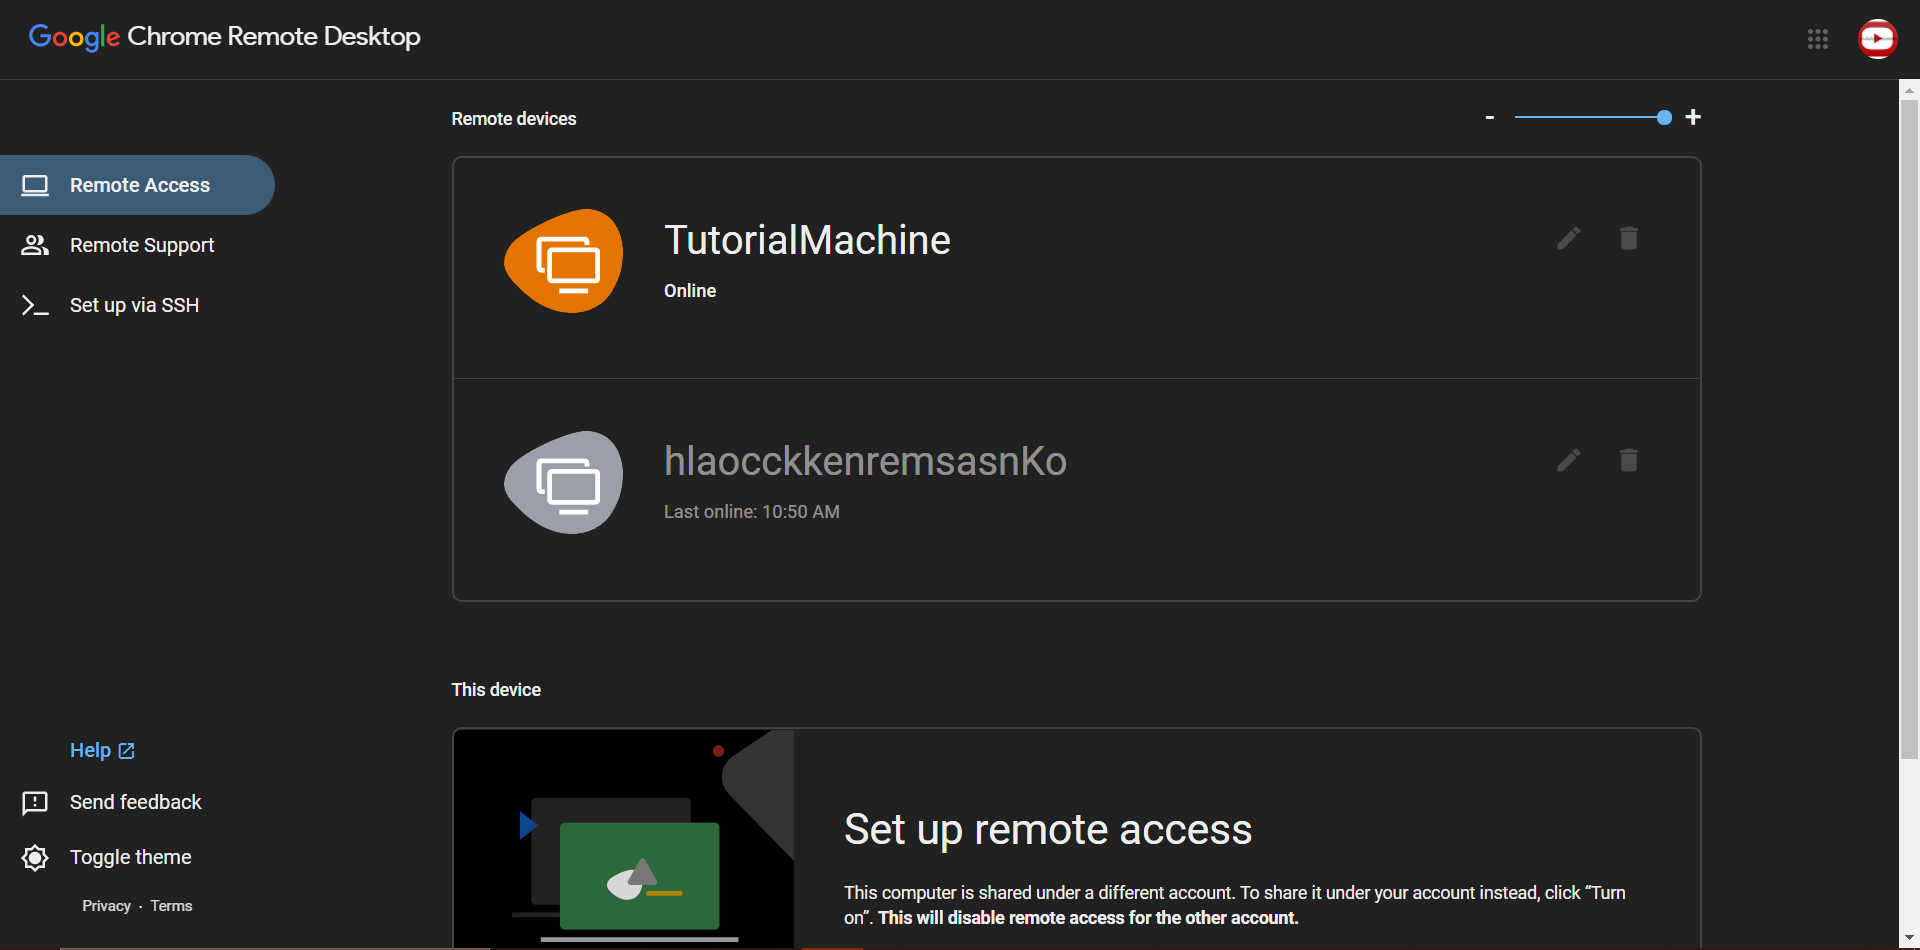 Google Chrome Remote Desktop
Remote devices
- +
Remote Access
Remote Support
Set up via SSH
TutorialMachine
Online
hlaocckkenremsasnKo
Last online: 10:50 AM
This device
Set up remote access
This computer is shared under a different account. To share it under your account instead, click “Turn
on”. This will disable remote access for the other account.
Help
Send feedback
Toggle theme
Privacy · Terms